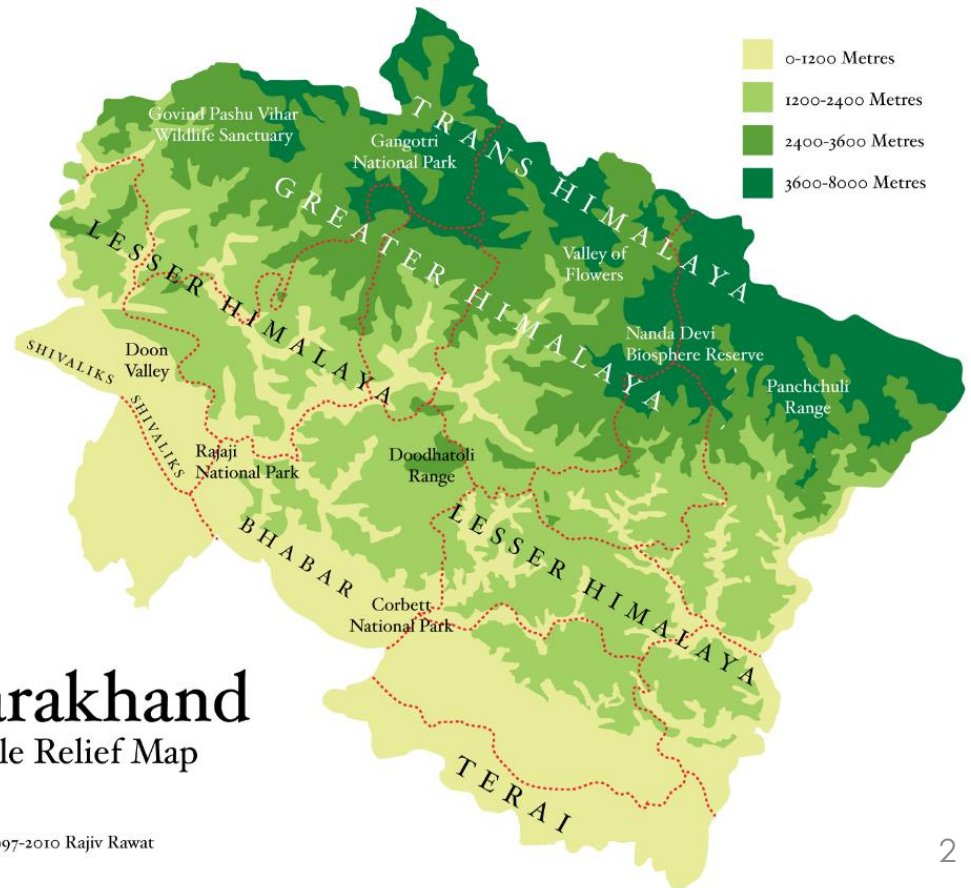 0-1200 Metres
1200-2400 Metres
2400-3600 Metres
3600-8000 Metres
TRANS HIMALAYA
Govind Pashu Vihar
Wildlife Sanctuary
Gangotri
National Park
GREATER HIMALAYA
Valley of
Flowers
LESSER HIMALAYA
Nanda Devi
Biosphere Reserve
Panchchuli
Range
SHIVALIKS
Doon
Valley
SHIVALIKS
Rajaji
National Park
Doodhatoli
Range
LESSER HIMALAYA
BHABAR
Corbett
National Park
arakhand
le Relief Map
TERAI
97-2010 Rajiv Rawat
2